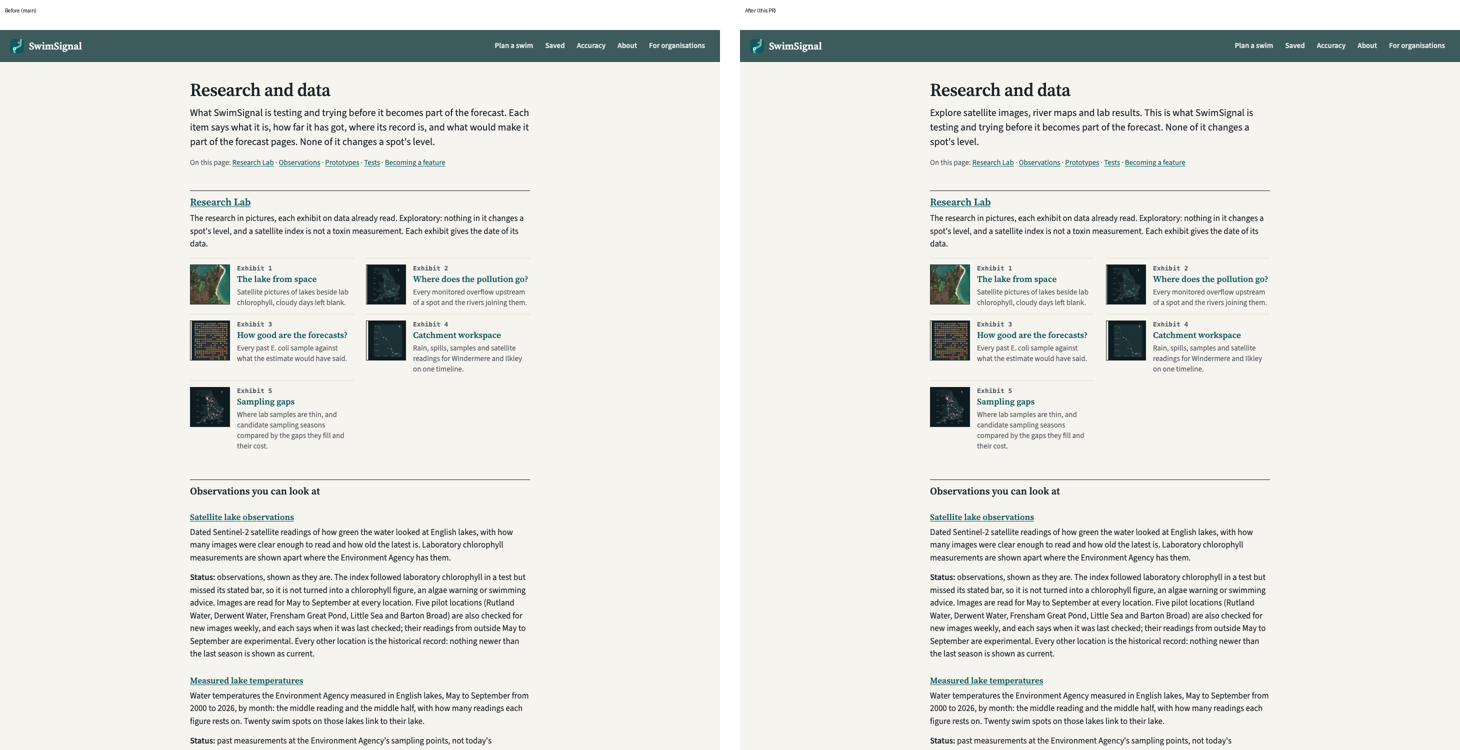 Before (main)
SwimSignal
Plan a swim Saved Accuracy About For organisations
Research and data
What SwimSignal is testing and trying before it becomes part of the forecast. Each
item says what it is, how far it has got, where its record is, and what would make it
part of the forecast pages. None of it changes a spot's level.
On this page: Research Lab · Observations · Prototypes · Tests · Becoming a feature
Research Lab
The research in pictures, each exhibit on data already read. Exploratory: nothing in it changes a
spot's level, and a satellite index is not a toxin measurement. Each exhibit gives the date of its
data.
Exhibit 1
The lake from space
Satellite pictures of lakes beside lab
chlorophyll, cloudy days left blank.
Exhibit 2
Where does the pollution go?
Every monitored overflow upstream
of a spot and the rivers joining them.
Exhibit 3
How good are the forecasts?
Every past E. coli sample against
what the estimate would have said.
Exhibit 4
Catchment workspace
Rain, spills, samples and satellite
readings for Windermere and Ilkley
on one timeline.
Exhibit 5
Sampling gaps
Where lab samples are thin, and
candidate sampling seasons
compared by the gaps they fill and
their cost.
Observations you can look at
Satellite lake observations
Dated Sentinel-2 satellite readings of how green the water looked at English lakes, with how
many images were clear enough to read and how old the latest is. Laboratory chlorophyll
measurements are shown apart where the Environment Agency has them.
Status: observations, shown as they are. The index followed laboratory chlorophyll in a test but
missed its stated bar, so it is not turned into a chlorophyll figure, an algae warning or swimming
advice. Images are read for May to September at every location. Five pilot locations (Rutland
Water, Derwent Water, Frensham Great Pond, Little Sea and Barton Broad) are also checked for
new images weekly, and each says when it was last checked; their readings from outside May to
September are experimental. Every other location is the historical record: nothing newer than
the last season is shown as current.
Measured lake temperatures
Water temperatures the Environment Agency measured in English lakes, May to September from
2000 to 2026, by month: the middle reading and the middle half, with how many readings each
figure rests on. Twenty swim spots on those lakes link to their lake.
Status: past measurements at the Environment Agency's sampling points, not today's
After (this PR)
SwimSignal
Plan a swim Saved Accuracy About For organisations
Research and data
Explore satellite images, river maps and lab results. This is what SwimSignal is
testing and trying before it becomes part of the forecast. None of it changes a
spot's level.
On this page: Research Lab · Observations · Prototypes · Tests · Becoming a feature
Research Lab
The research in pictures, each exhibit on data already read. Exploratory: nothing in it changes a
spot's level, and a satellite index is not a toxin measurement. Each exhibit gives the date of its
data.
Exhibit 1
The lake from space
Satellite pictures of lakes beside lab
chlorophyll, cloudy days left blank.
Exhibit 2
Where does the pollution go?
Every monitored overflow upstream
of a spot and the rivers joining them.
Exhibit 3
How good are the forecasts?
Every past E. coli sample against
what the estimate would have said.
Exhibit 4
Catchment workspace
Rain, spills, samples and satellite
readings for Windermere and Ilkley
on one timeline.
Exhibit 5
Sampling gaps
Where lab samples are thin, and
candidate sampling seasons
compared by the gaps they fill and
their cost.
Observations you can look at
Satellite lake observations
Dated Sentinel-2 satellite readings of how green the water looked at English lakes, with how
many images were clear enough to read and how old the latest is. Laboratory chlorophyll
measurements are shown apart where the Environment Agency has them.
Status: observations, shown as they are. The index followed laboratory chlorophyll in a test but
missed its stated bar, so it is not turned into a chlorophyll figure, an algae warning or swimming
advice. Images are read for May to September at every location. Five pilot locations (Rutland
Water, Derwent Water, Frensham Great Pond, Little Sea and Barton Broad) are also checked for
new images weekly, and each says when it was last checked; their readings from outside May to
September are experimental. Every other location is the historical record: nothing newer than
the last season is shown as current.
Measured lake temperatures
Water temperatures the Environment Agency measured in English lakes, May to September from
2000 to 2026, by month: the middle reading and the middle half, with how many readings each
figure rests on. Twenty swim spots on those lakes link to their lake.
Status: past measurements at the Environment Agency's sampling points, not today's